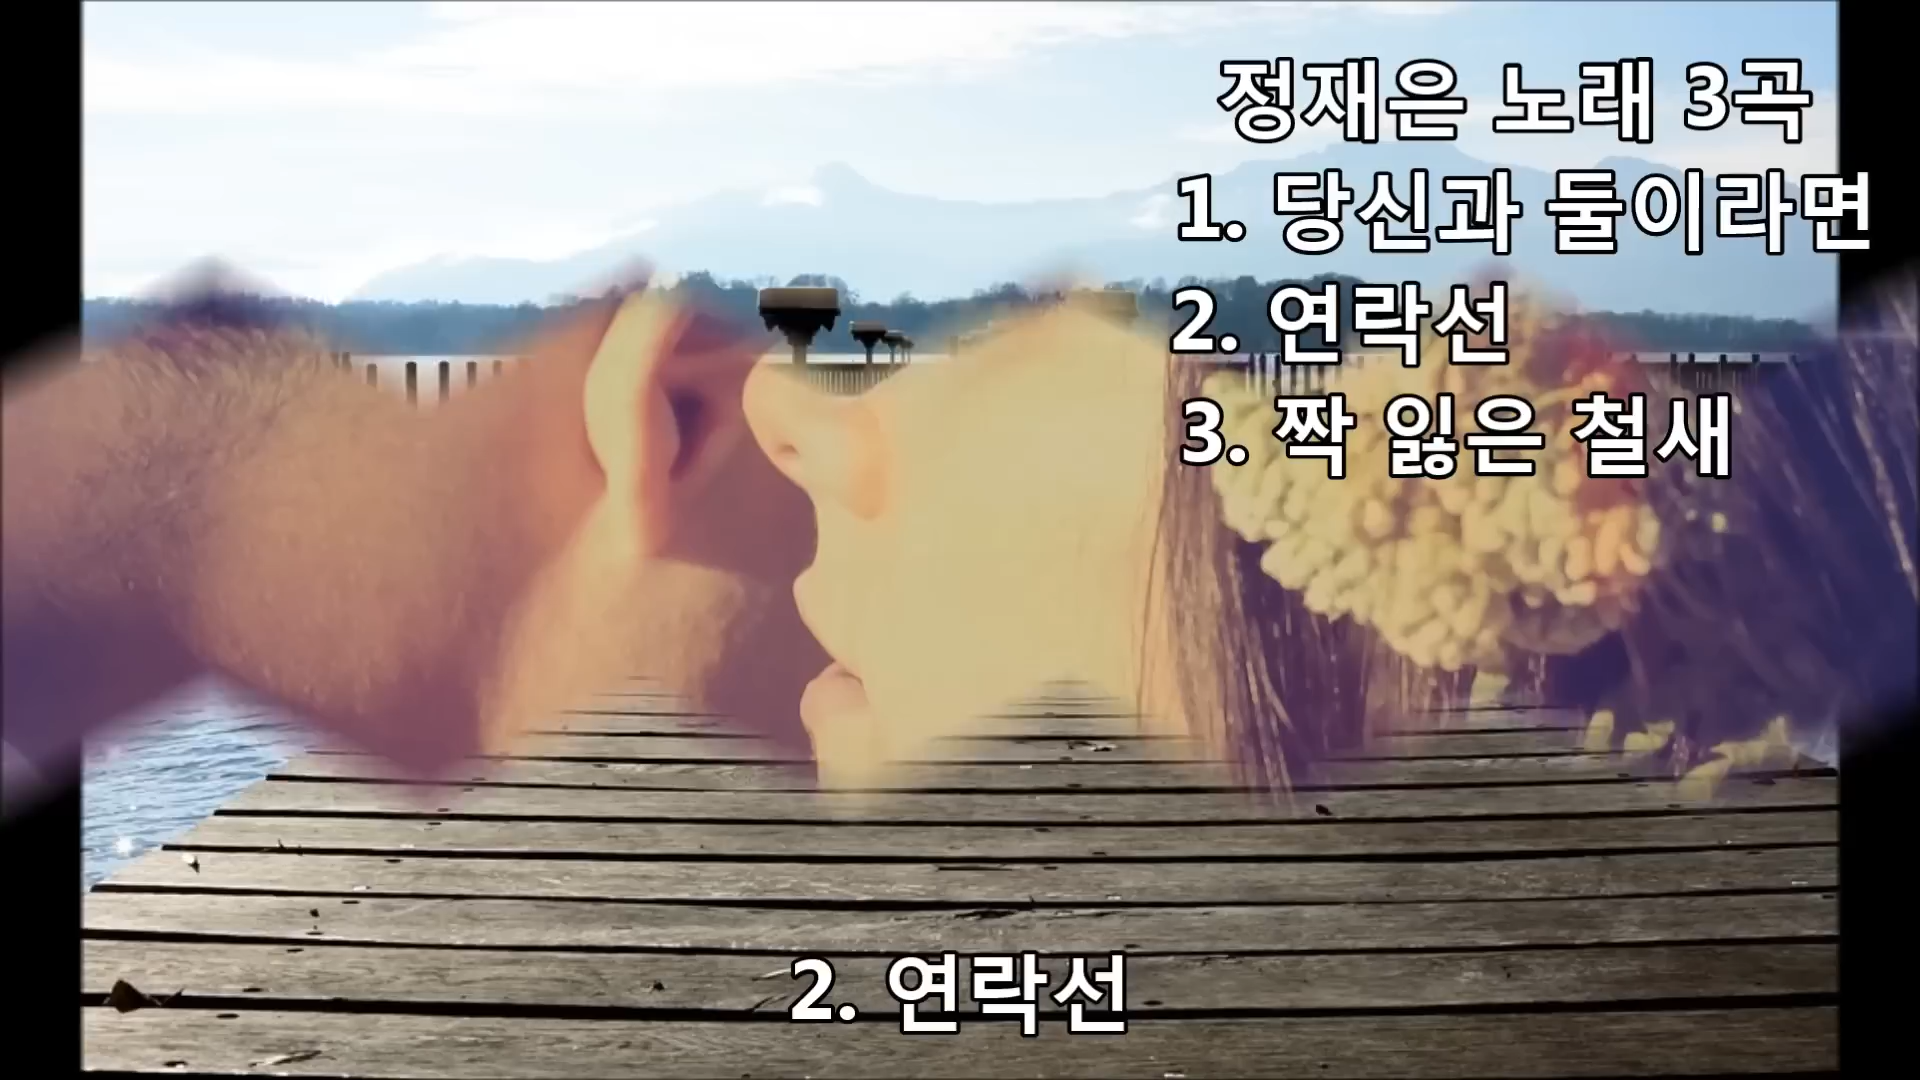 정재은 노래 3곡
1. 당신과 둘이라면
2. 연락선
3. 짝 잃은 철새
2. 연락선